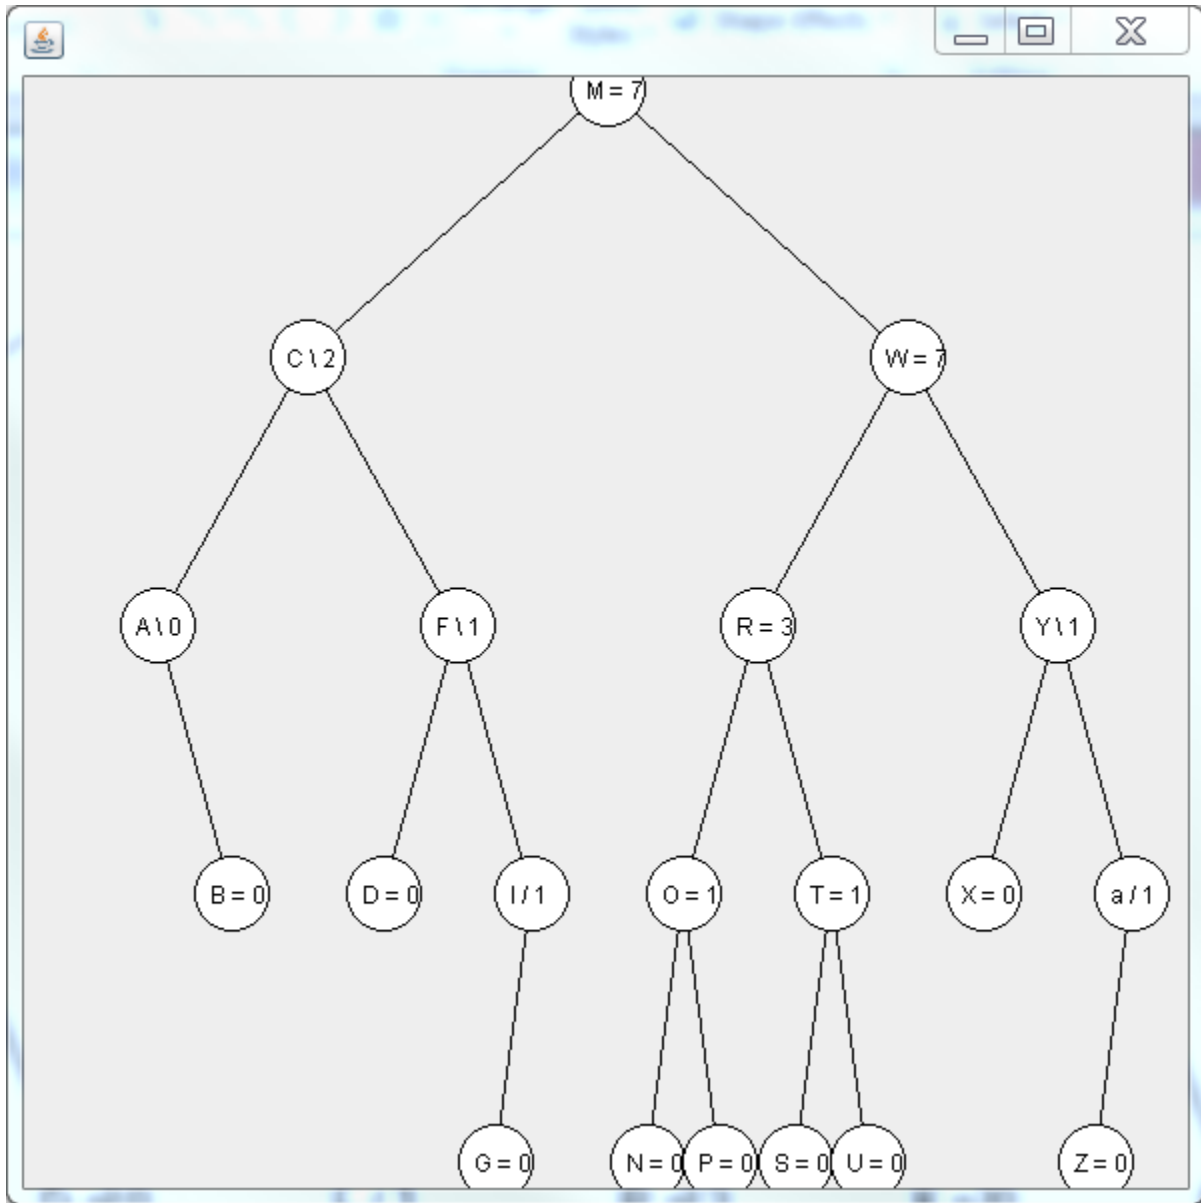 M = 7
C \ 2
W = 7
A \ 0
F \ 1
R = 3
Y \ 1
B = 0
D = 0
I / 1
O = 1
T = 1
X = 0
a / 1
G = 0
N = 0
P = 0
S = 0
U = 0
Z = 0